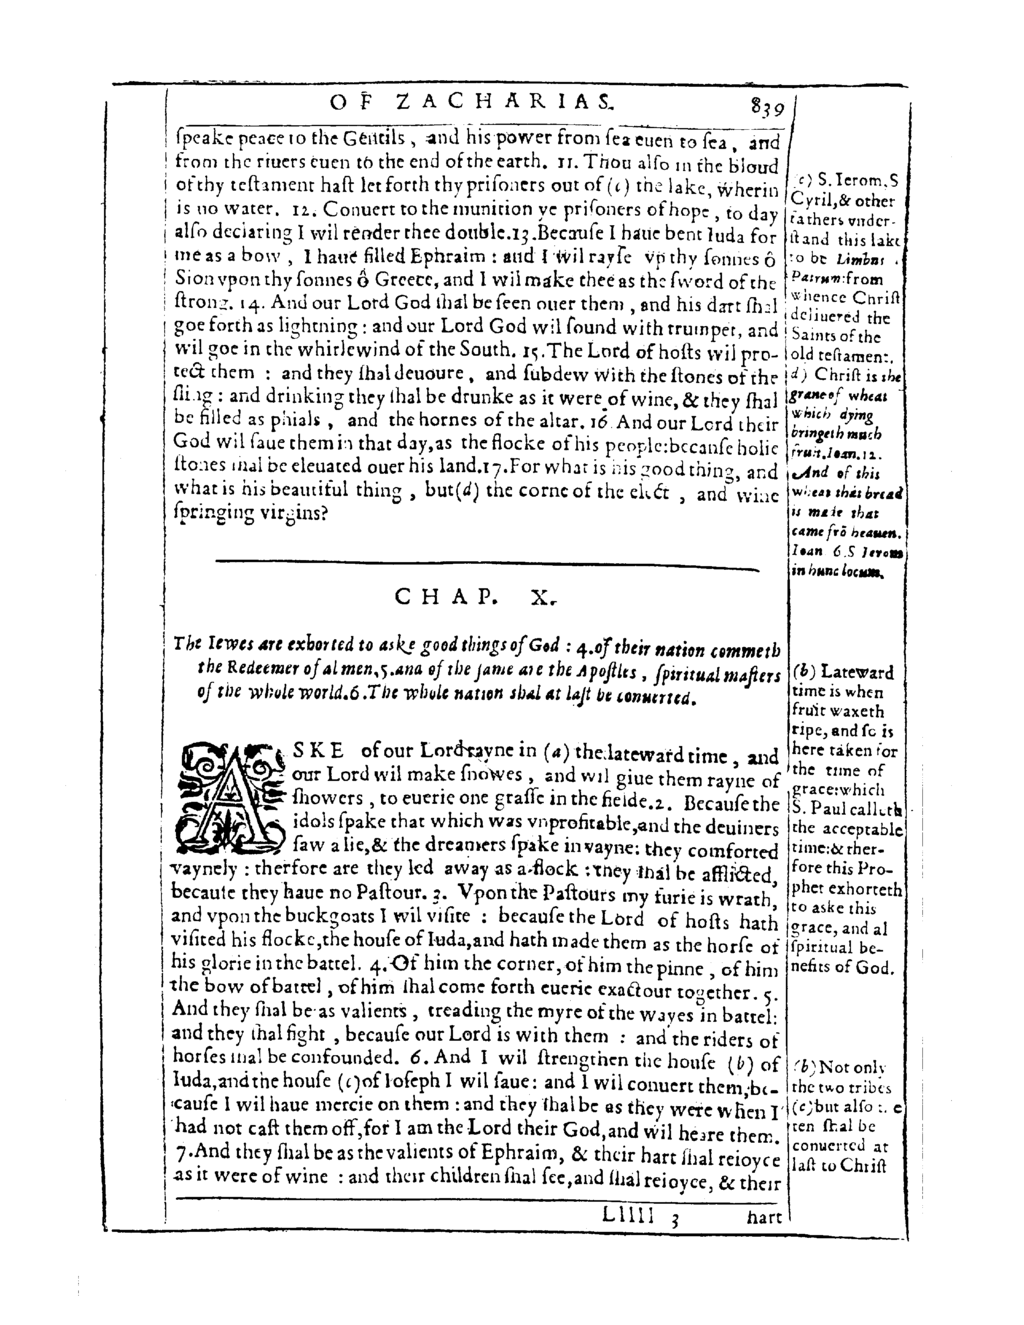 OF ZACHARIAS. 839
ſpeake peace to the Gẽtils, and his power from ſea euen to ſea, and
from the riuers euen to the end of the earth. 11. Thou alſo in the bloud
of thy teſtament haſt let forth thy priſoners out of (c) the lake, wherin
is no water. 12. Conuert to the munition ye priſoners of hope, to day
alſo declaring I wil render thee double. 13. Becauſe I haue bent Iuda for
me as a bow, I haue filled Ephraim: and I wil rayſe vp thy ſonnes ô
Sion vpon thy ſonnes ô Greece, and I wil make thee as the ſword of the
ſtrong. 14. And our Lord God ſhal be ſeen ouer them, and his dart ſhal
goe forth as lightning: and our Lord God wil ſound with trumpet, and
wil goe in the whirlewind of the South. 15. The Lord of hoſts wil pro-
tect them: and they ſhal deuoure, and ſubdew with the ſtones of the
ſling: and drinking they ſhal be drunke as it were of wine, & they ſhal
be filled as phials, and the hornes of the altar. 16 And our Lord their
God wil ſaue them in that day, as the flocke of his people: becauſe holie
ſtones ſhal be eleuated ouer his land. 17. For what is his good thing, and
what is his beautiful thing, but (d) the corne of the elect, and wine
ſpringing virgins?
c) S. Ierom. S
Cyril, & other
fathers vnder-
ſtand this lake
to be Limbus
Patrum: from
whence Chriſt
deliuered the
Saints of the
old teſtament.
d) Chriſt is the
grane of wheat
which dying
bringeth much
fruit. Ioan. 12.
And of this
wheat that bread
is made that
came frõ heauen.
Ioan 6. S Ierom
in hunc locum.
CHAP. X.
The Iewes are exhorted to aske good things of God: 4. of their nation commeth
the Redeemer of al men, 5. and of the ſame are the Apoſtles, ſpiritual maſters
of the whole world. 6. The whole nation ſhal at laſt be conuerted.
ASKE of our Lord rayne in (a) the lateward time, and
our Lord wil make ſnowes, and wil giue them rayne of
ſhowers, to euerie one graſſe in the fielde. 2. Becauſe the
idols ſpake that which was vnprofitable, and the deuiners
ſaw a lie, & the dreamers ſpake in vayne: they comforted
vaynely: therfore are they led away as a flock: they ſhal be afflicted,
becauſe they haue no Paſtour. 3. Vpon the Paſtours my furie is wrath,
and vpon the buckgoats I wil viſite: becauſe the Lord of hoſts hath
viſited his flocke, the houſe of Iuda, and hath made them as the horſe of
his glorie in the battel. 4. Of him the corner, of him the pinne, of him
the bow of battel, of him ſhal come forth euerie exactour together. 5.
And they ſhal be as valients, treading the myre of the wayes in battel:
and they ſhal fight, becauſe our Lord is with them: and the riders of
horſes ſhal be confounded. 6. And I wil ſtrengthen the houſe (b) of
Iuda, and the houſe (c) of Ioſeph I wil ſaue: and I wil conuert them, be-
cauſe I wil haue mercie on them: and they ſhal be as they were when I
had not caſt them off, for I am the Lord their God, and wil heare them.
7. And they ſhal be as the valients of Ephraim, & their hart ſhal reioyce
as it were of wine: and their children ſhal ſee, and ſhal reioyce, & their
(b) Lateward
time is when
fruit waxeth
ripe, and ſo is
here taken for
the time of
grace: which
S. Paul calleth
the acceptable
time: & ther-
fore this Pro-
phet exhorteth
to aske this
grace, and al
ſpiritual be-
nefits of God.
(b) Not only
the two tribes
(c) but alſo
ten ſhal be
conuerted at
laſt to Chriſt
Lllll 3 hart